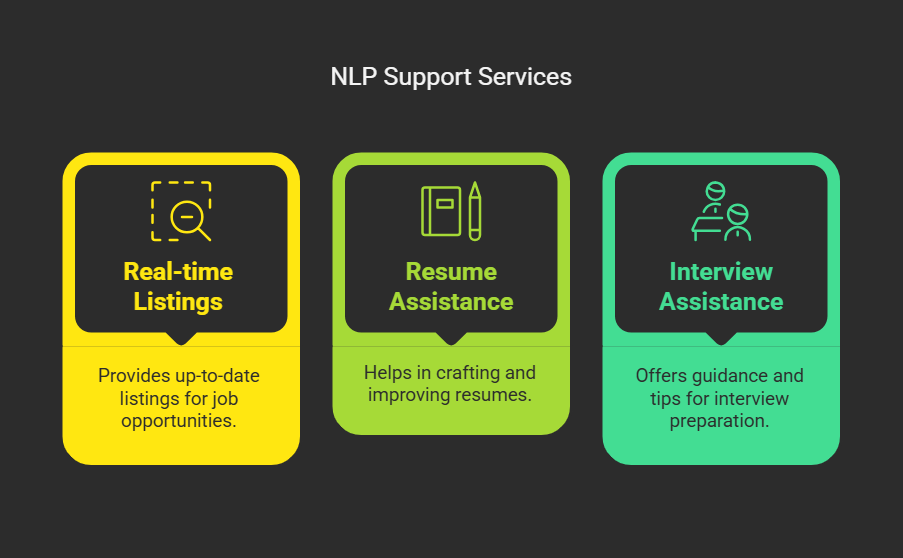 NLP Support Services
Real-time
Listings
Provides up-to-date
listings for job
opportunities.
Resume
Assistance
Helps in crafting and
improving resumes.
Interview
Assistance
Offers guidance and
tips for interview
preparation.